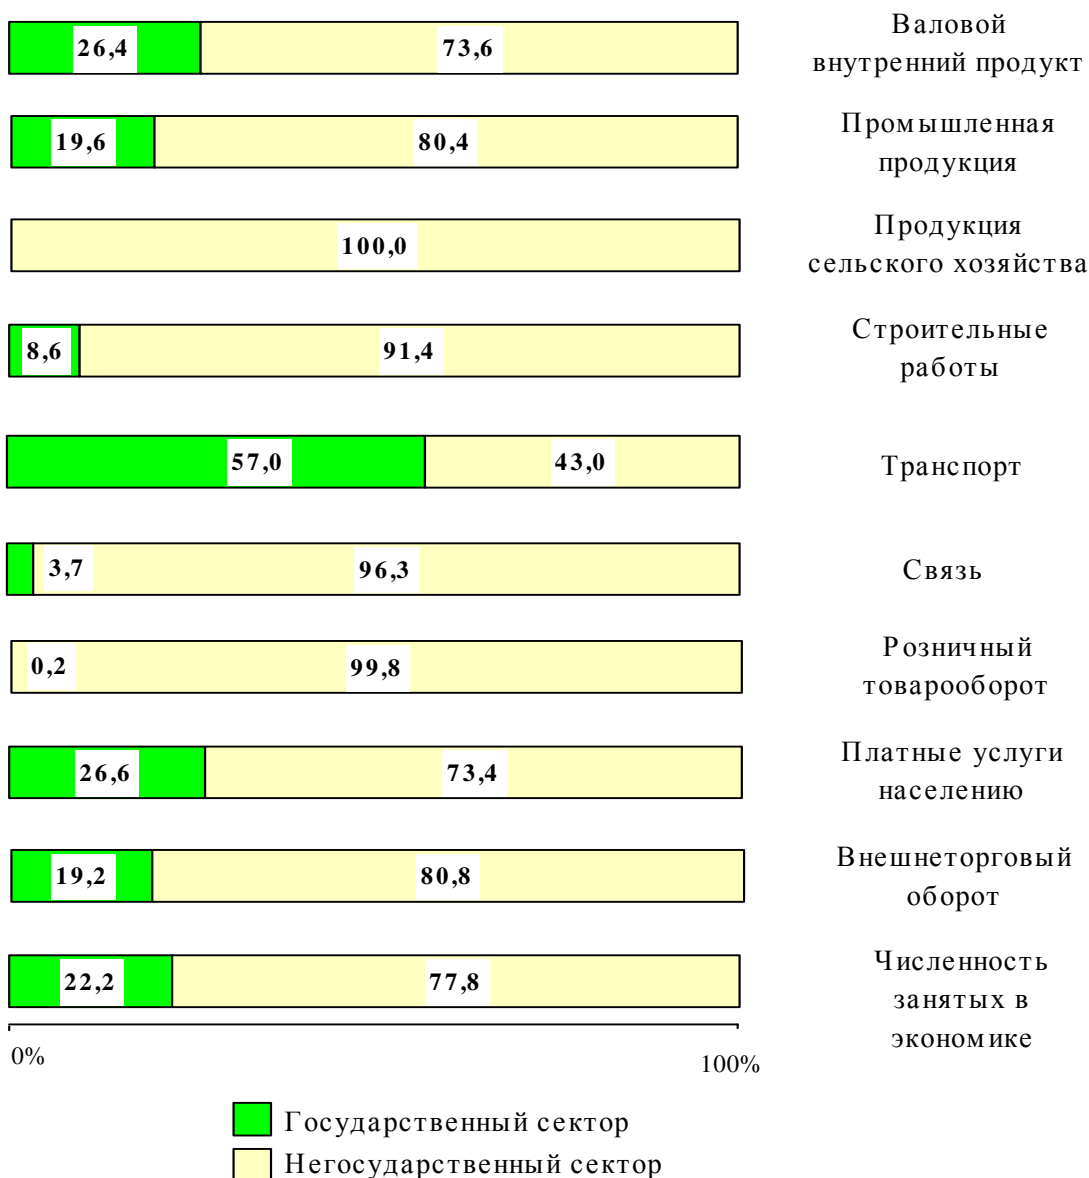 26,4 73,6 Валовой
внутренний продукт
19,6 80,4 Промышленная
продукция
100,0 Продукция
сельского хозяйства
8,6 91,4 Строительные
работы
57,0 43,0 Транспорт
3,7 96,3 Связь
0,2 99,8 Розничный
товарооборот
26,6 73,4 Платные услуги
населению
19,2 80,8 Внешнеторговый
оборот
22,2 77,8 Численность
занятых в
экономике
0% 100%
Государственный сектор
Негосударственный сектор